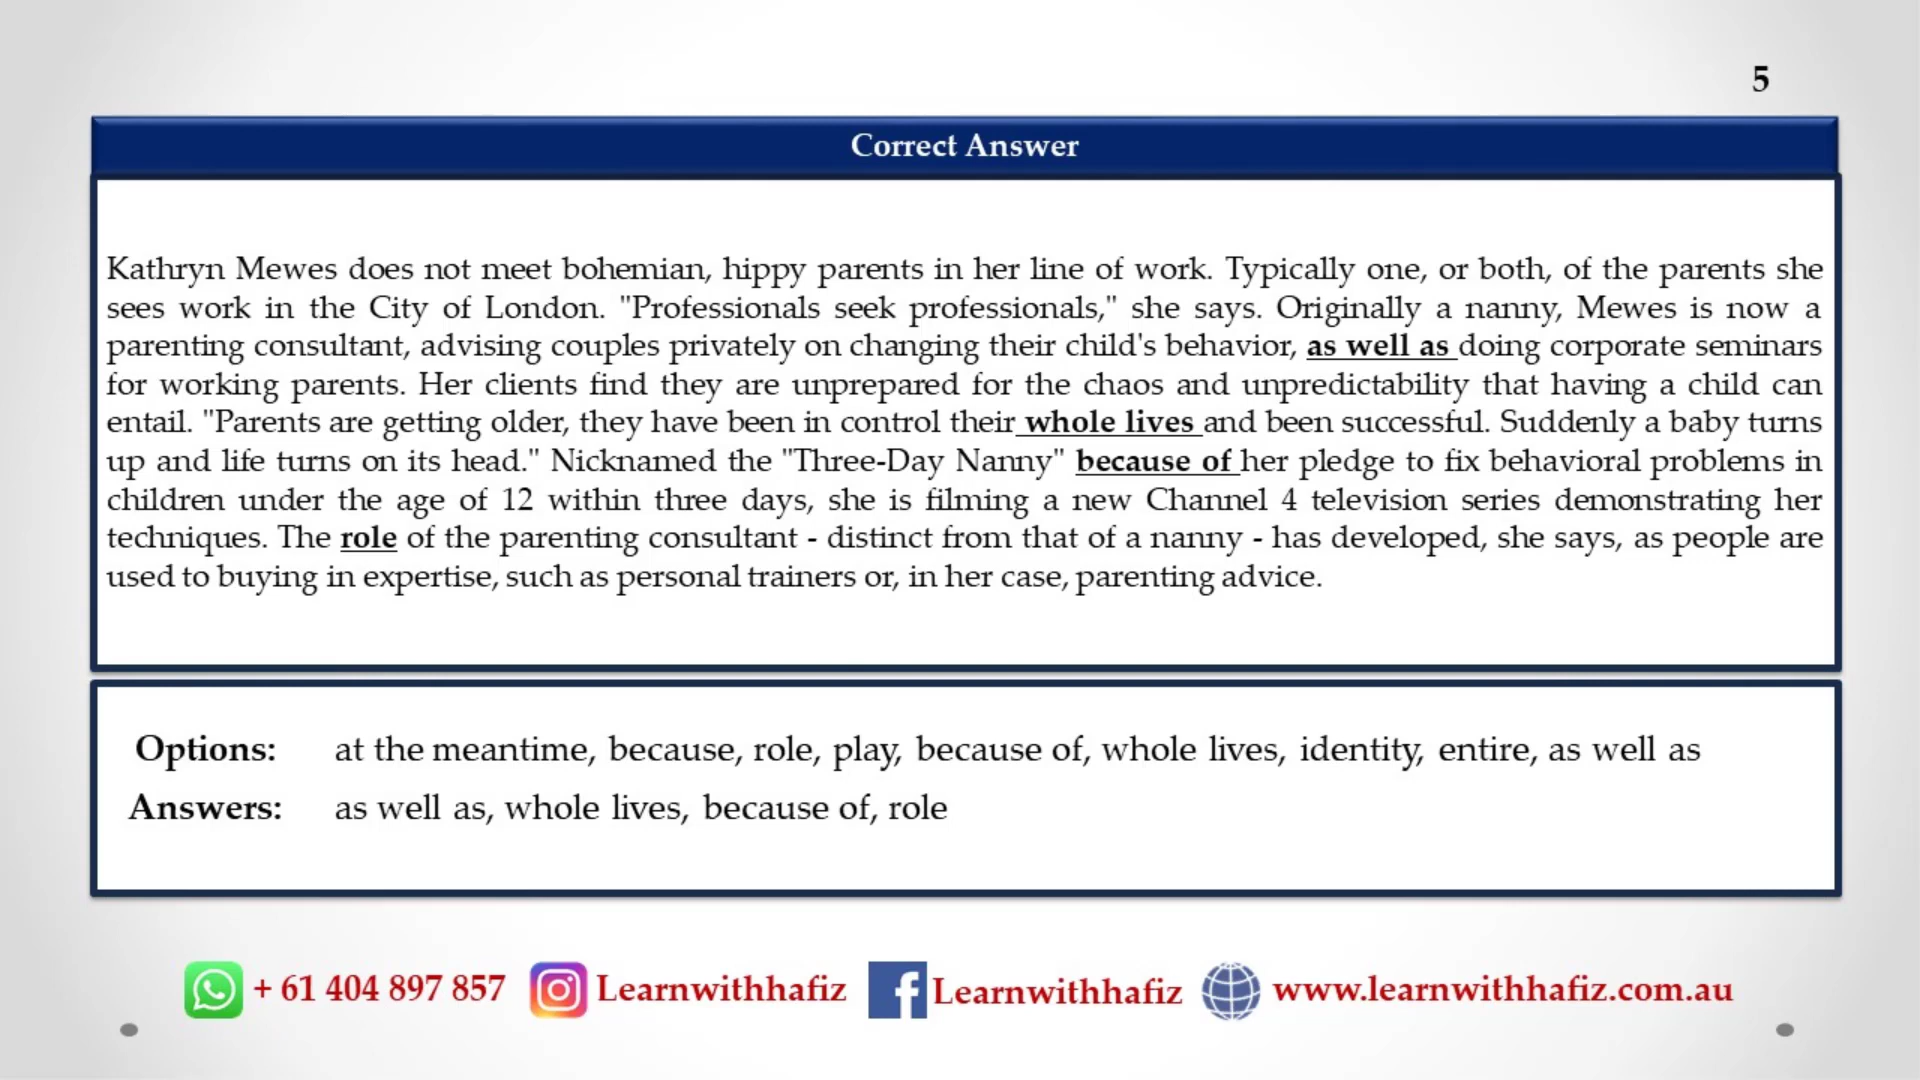 5
Correct Answer
Kathryn Mewes does not meet bohemian, hippy parents in her line of work. Typically one, or both, of the parents she
sees work in the City of London. "Professionals seek professionals," she says. Originally a nanny, Mewes is now a
parenting consultant, advising couples privately on changing their child's behavior, as well as doing corporate seminars
for working parents. Her clients find they are unprepared for the chaos and unpredictability that having a child can
entail. "Parents are getting older, they have been in control their whole lives and been successful. Suddenly a baby turns
up and life turns on its head." Nicknamed the "Three-Day Nanny" because of her pledge to fix behavioral problems in
children under the age of 12 within three days, she is filming a new Channel 4 television series demonstrating her
techniques. The role of the parenting consultant - distinct from that of a nanny - has developed, she says, as people are
used to buying in expertise, such as personal trainers or, in her case, parenting advice.
Options: at the meantime, because, role, play, because of, whole lives, identity, entire, as well as
Answers: as well as, whole lives, because of, role
+ 61 404 897 857 Learnwithhafiz Learnwithhafiz www.learnwithhafiz.com.au